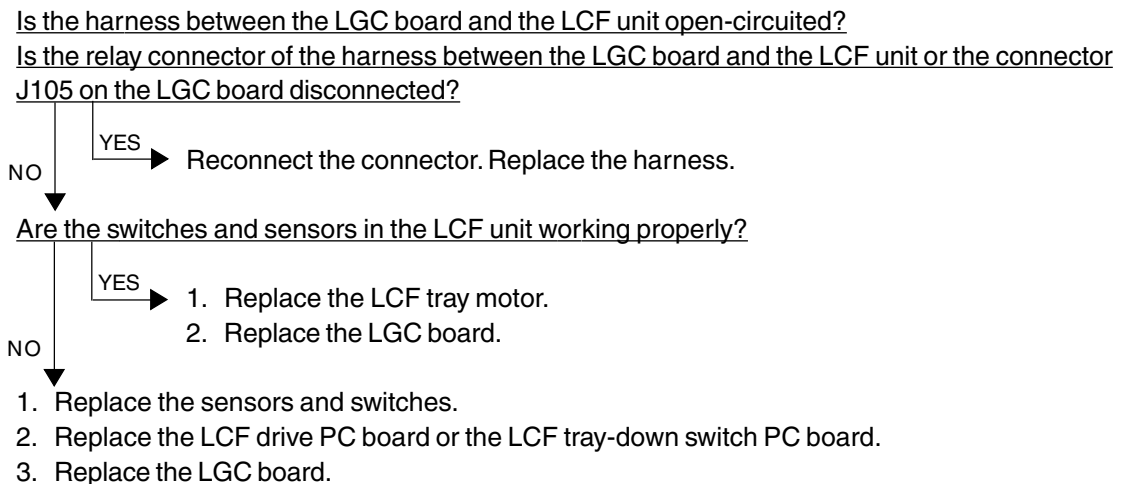 Is the harness between the LGC board and the LCF unit open-circuited?
Is the relay connector of the harness between the LGC board and the LCF unit or the connector
J105 on the LGC board disconnected?
YES
Reconnect the connector. Replace the harness.
NO
Are the switches and sensors in the LCF unit working properly?
YES
1. Replace the LCF tray motor.
2. Replace the LGC board.
NO
1. Replace the sensors and switches.
2. Replace the LCF drive PC board or the LCF tray-down switch PC board.
3. Replace the LGC board.